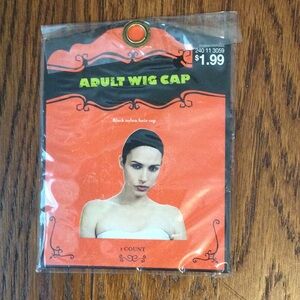 240 11 3059
$1.99
ADULT WIG CAP
Black nylon hair cap
1 COUNT